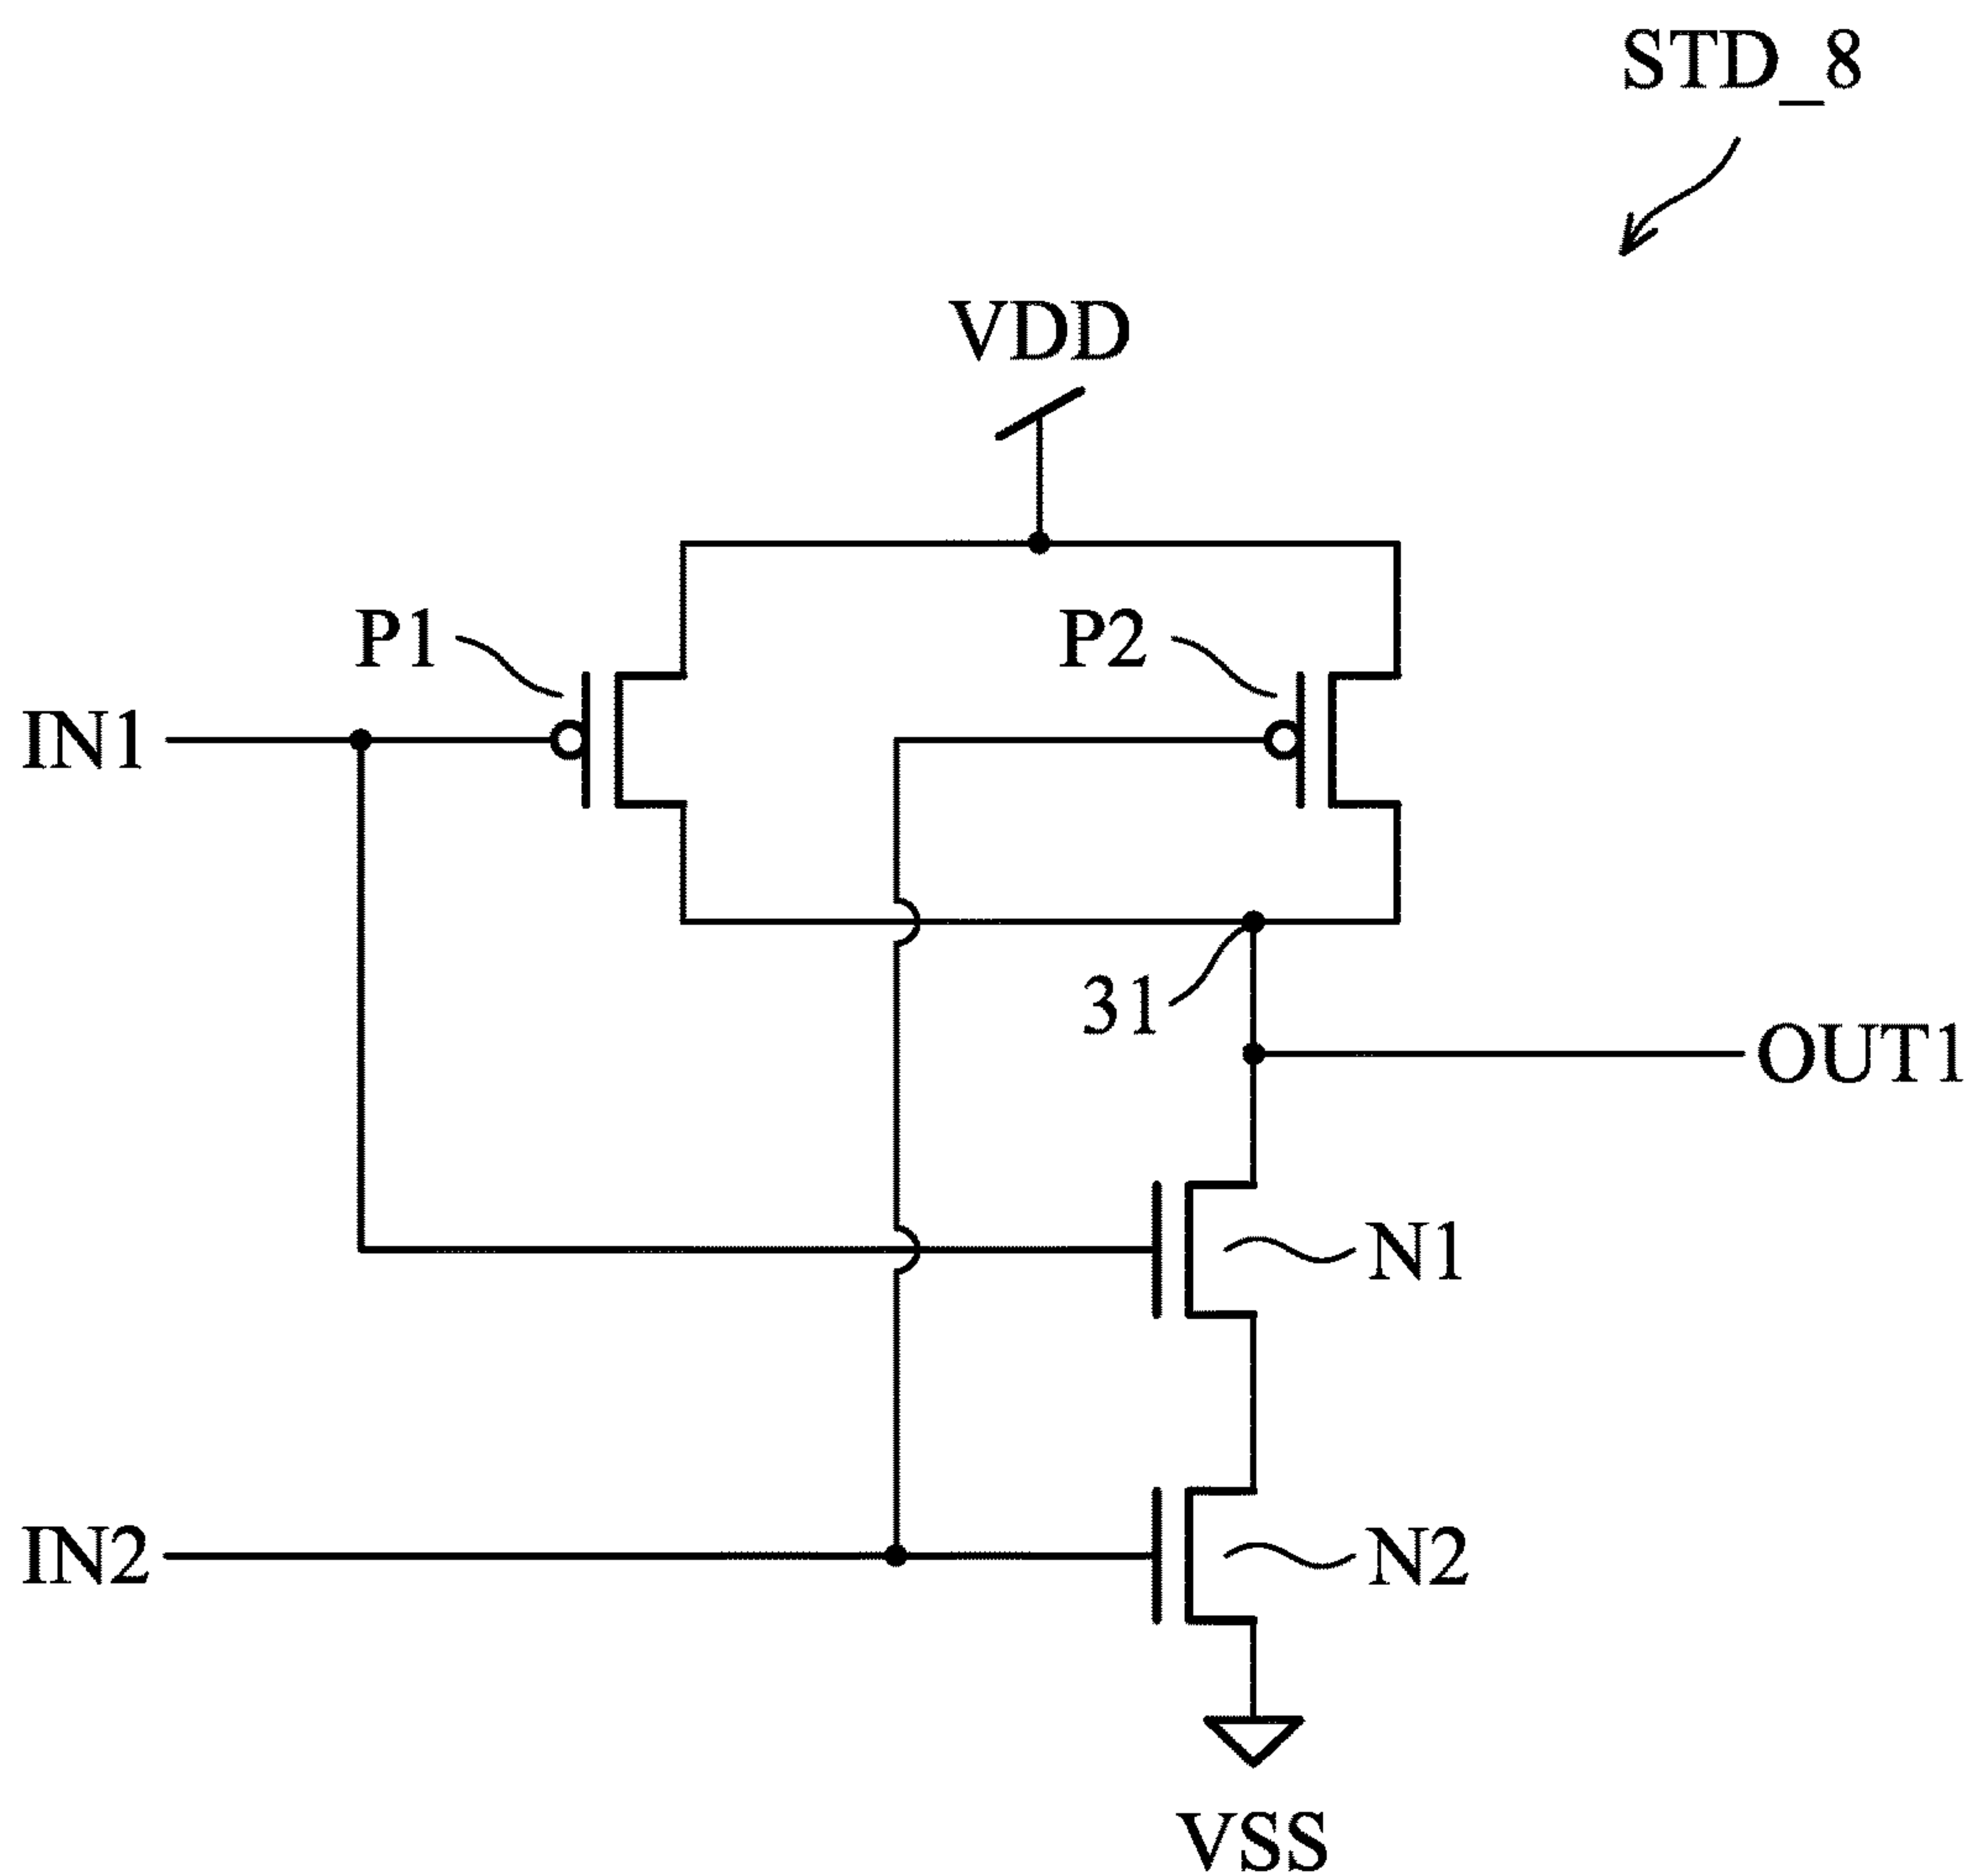 STD_8
VDD
P1
P2
IN1
31
OUT1
N1
IN2
N2
VSS